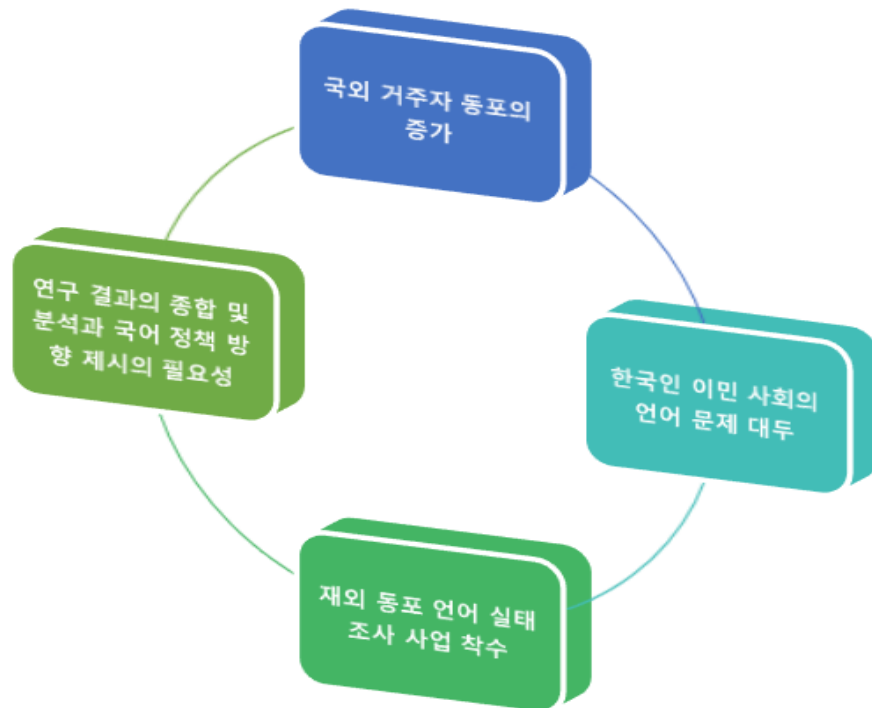 국외 거주자 동포의
증가
한국인 이민 사회의
언어 문제 대두
재외 동포 언어 실태
조사 사업 착수
연구 결과의 종합 및
분석과 국어 정책 방
향 제시의 필요성